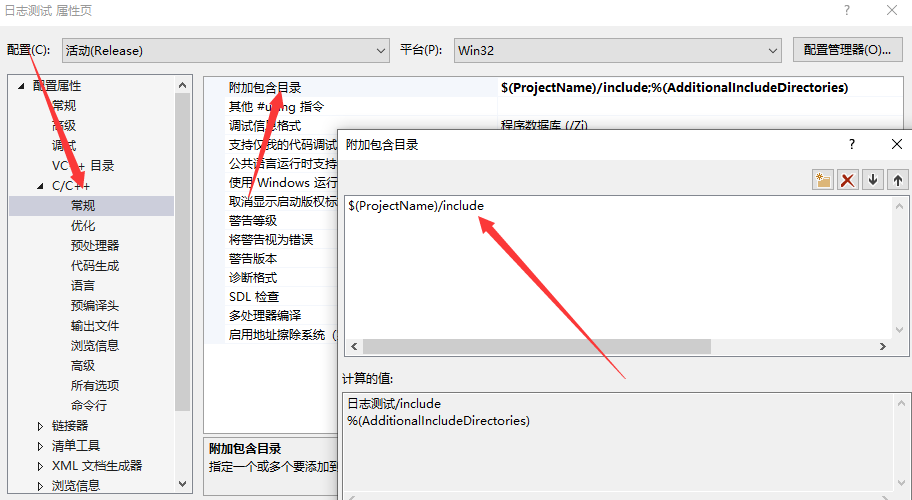 日志测试 属性页
配置(C):
活动(Release)
平台(P):
Win32
配置管理器(O)...
配置属性
常规
高级
调试
VC++ 目录
C/C++
常规
优化
预处理器
代码生成
语言
预编译头
输出文件
浏览信息
高级
所有选项
命令行
链接器
清单工具
XML 文档生成器
浏览信息
附加包含目录
$(ProjectName)/include;%(AdditionalIncludeDirectories)
其他 #using 指令
调试信息格式
程序数据库 (/Zi)
支持仅我的代码调试
公共语言运行时支持
使用 Windows 运行
取消显示启动版权标
警告等级
将警告视为错误
警告版本
诊断格式
SDL 检查
多处理器编译
启用地址擦除系统 (
附加包含目录
指定一个或多个要添加到
附加包含目录
$(ProjectName)/include
计算的值:
日志测试/include
%(AdditionalIncludeDirectories)